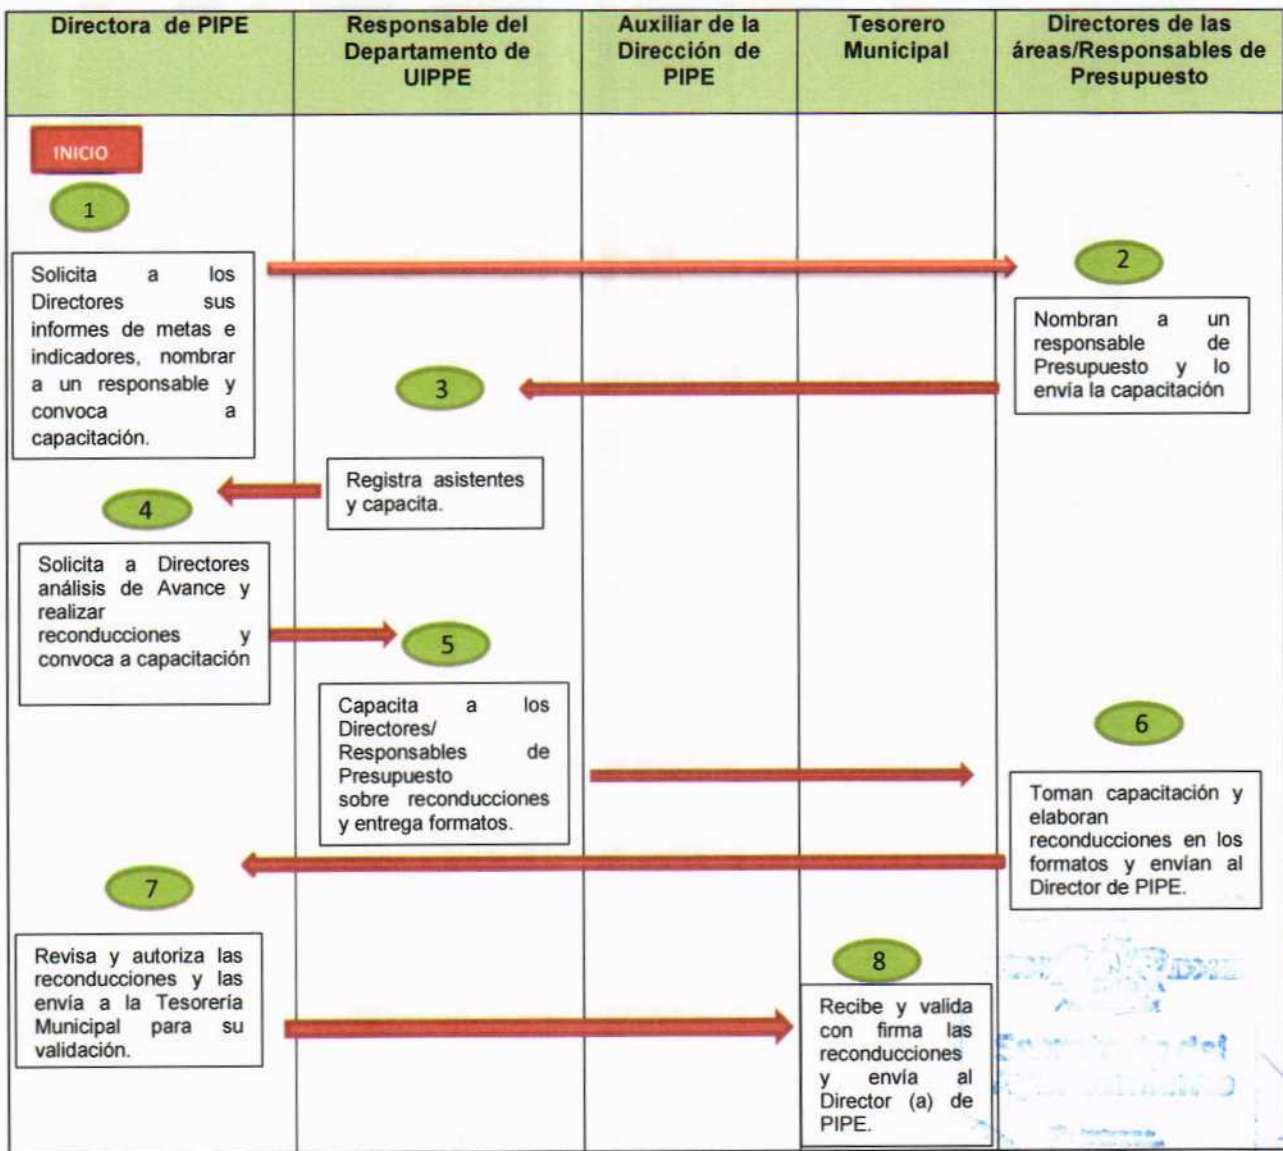 Directora de PIPE
Responsable del
Departamento de
UIPPE
Auxiliar de la
Dirección de
PIPE
Tesorero
Municipal
Directores de las
áreas/Responsables de
Presupuesto
INICIO
1
Solicita a los
Directores sus
informes de metas e
indicadores, nombrar
a un responsable y
convoca a
capacitación.
2
Nombran a un
responsable de
Presupuesto y lo
envía la capacitación
3
Registra asistentes
y capacita.
4
Solicita a Directores
análisis de Avance y
realizar
reconducciones y
convoca a capacitación
5
Capacita a los
Directores/
Responsables de
Presupuesto
sobre reconducciones
y entrega formatos.
6
Toman capacitación y
elaboran
reconducciones en los
formatos y envían al
Director de PIPE.
7
Revisa y autoriza las
reconducciones y las
envía a la Tesorería
Municipal para su
validación.
8
Recibe y valida
con firma las
reconducciones
y envía al
Director (a) de
PIPE.